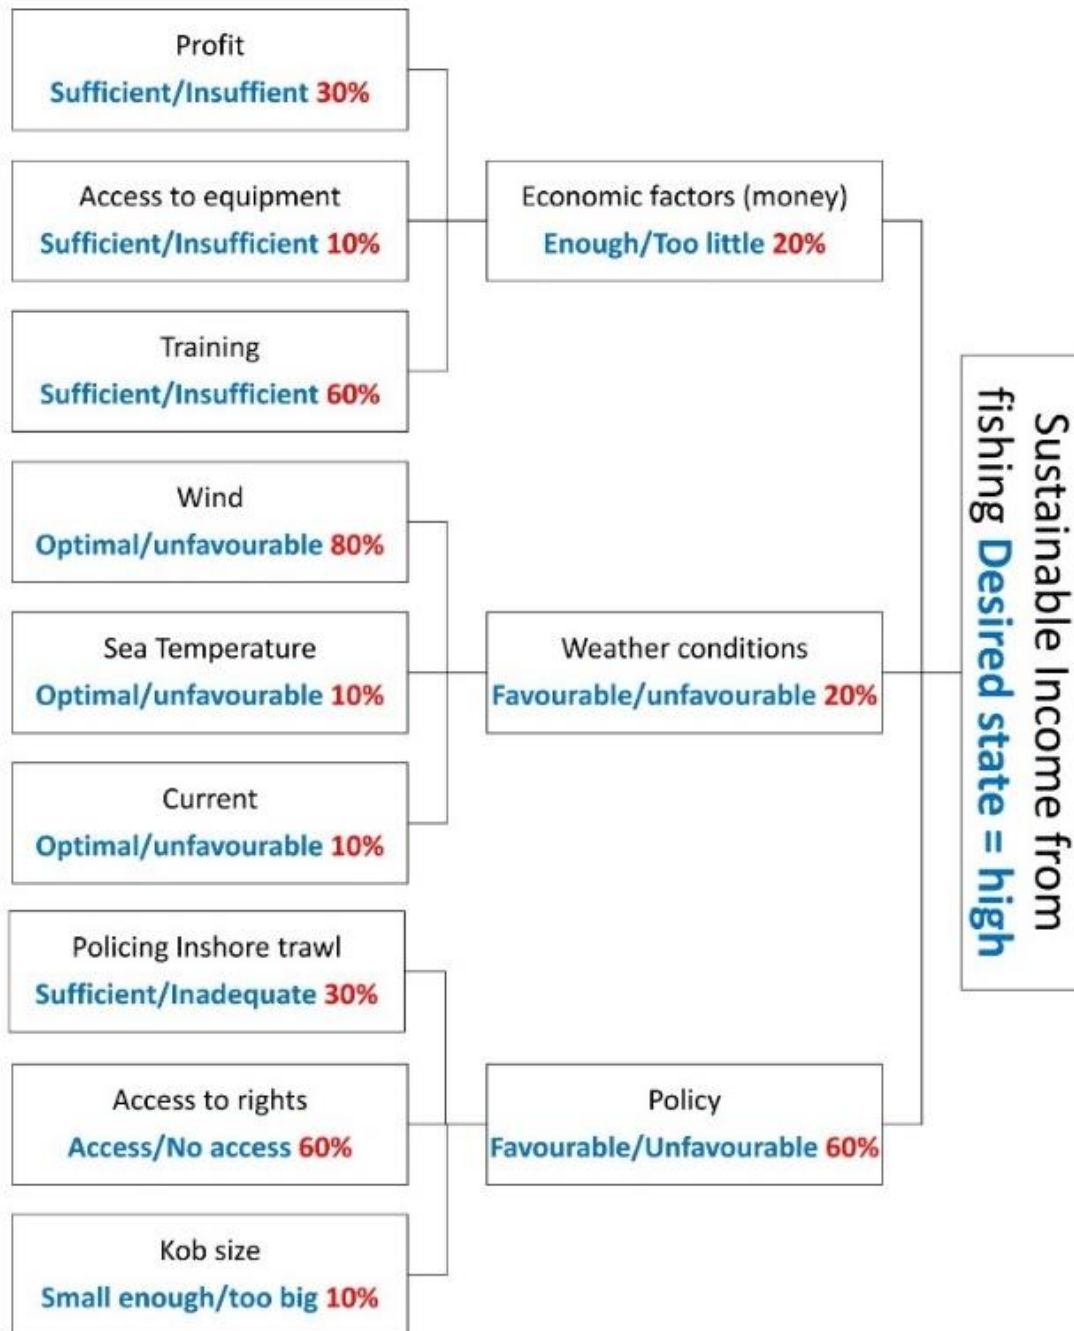 Profit
Sufficient/Insuffient 30%
Access to equipment
Sufficient/Insufficient 10%
Training
Sufficient/Insufficient 60%
Wind
Optimal/unfavourable 80%
Sea Temperature
Optimal/unfavourable 10%
Current
Optimal/unfavourable 10%
Policing Inshore trawl
Sufficient/Inadequate 30%
Access to rights
Access/No access 60%
Kob size
Small enough/too big 10%
Economic factors (money)
Enough/Too little 20%
Weather conditions
Favourable/unfavourable 20%
Policy
Favourable/Unfavourable 60%
Sustainable Income from
fishing Desired state = high